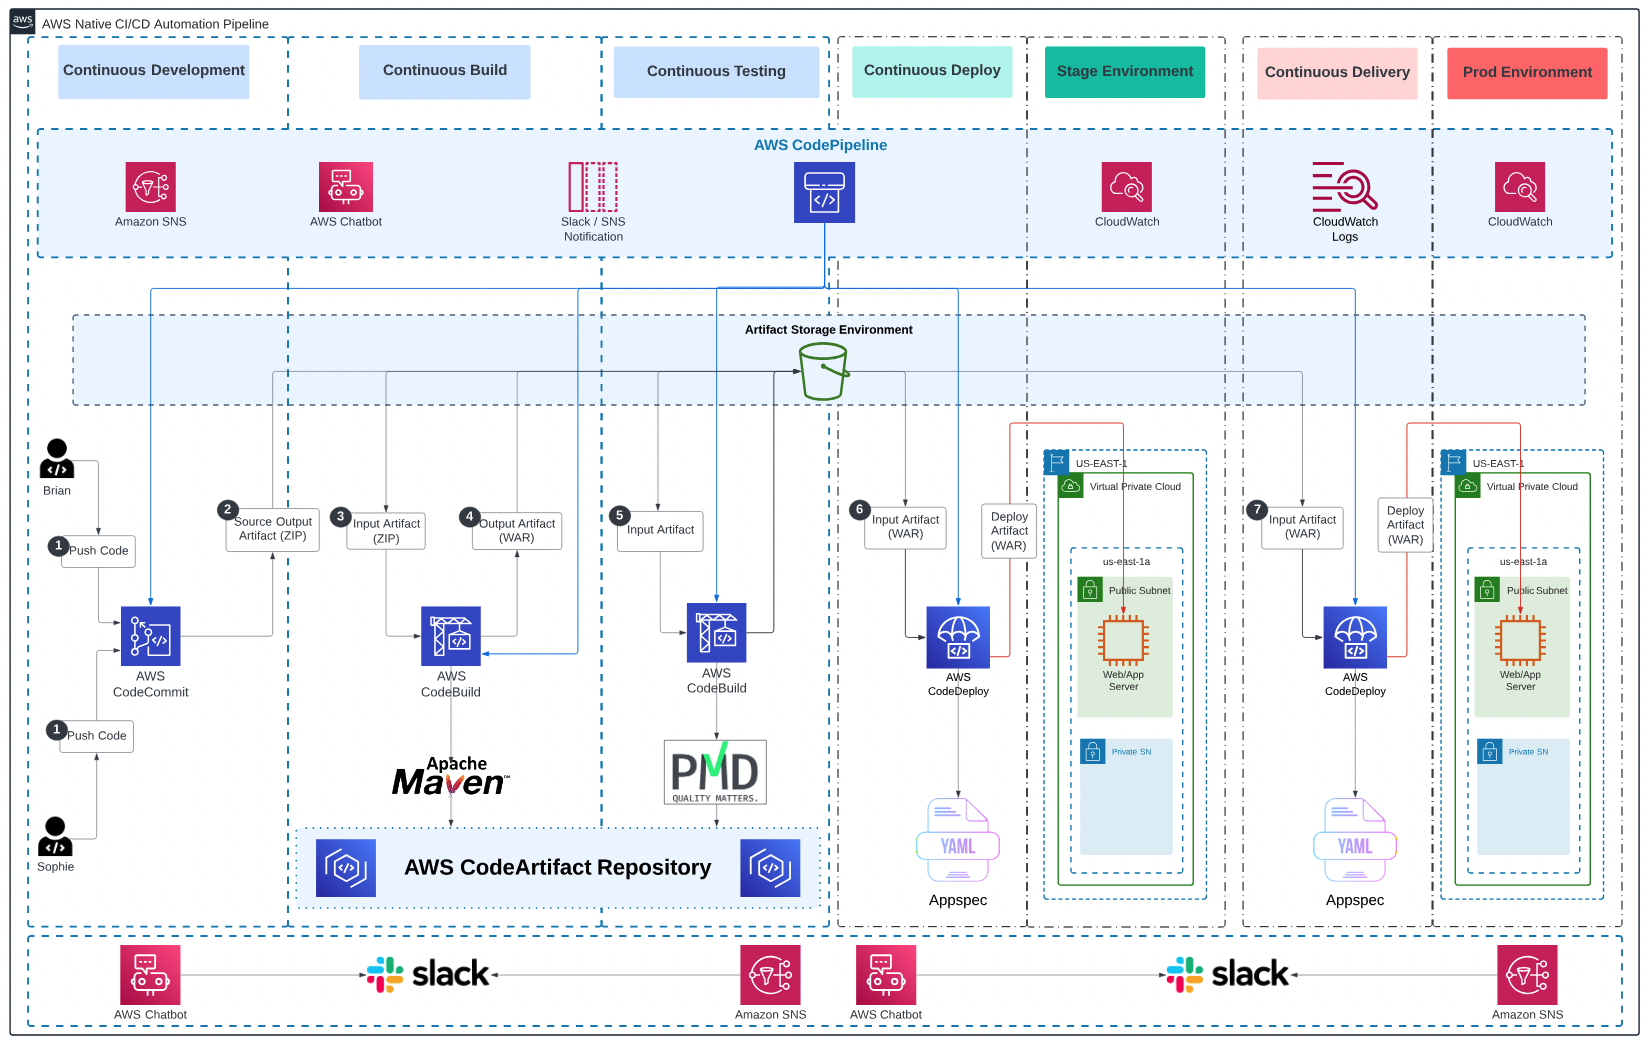 aws
AWS Native CI/CD Automation Pipeline
Continuous Development
Continuous Build
Continuous Testing
Continuous Deploy
Stage Environment
Continuous Delivery
Prod Environment
AWS CodePipeline
Amazon SNS
AWS Chatbot
Slack / SNS
Notification
CloudWatch
CloudWatch
Logs
CloudWatch
Artifact Storage Environment
Brian
1
Push Code
2
Source Output
Artifact (ZIP)
3
Input Artifact
(ZIP)
4
Output Artifact
(WAR)
5
Input Artifact
6
Input Artifact
(WAR)
Deploy
Artifact
(WAR)
US-EAST-1
Virtual Private Cloud
us-east-1a
Public Subnet
Web/App
Server
Private SN
7
Input Artifact
(WAR)
Deploy
Artifact
(WAR)
US-EAST-1
Virtual Private Cloud
us-east-1a
Public Subnet
Web/App
Server
Private SN
AWS
CodeCommit
AWS
CodeBuild
AWS
CodeBuild
AWS
CodeDeploy
AWS
CodeDeploy
1
Push Code
Sophie
Apache
Maven™
PMD
QUALITY MATTERS.
YAML
Appspec
YAML
Appspec
AWS CodeArtifact Repository
AWS Chatbot
slack
Amazon SNS
AWS Chatbot
slack
Amazon SNS